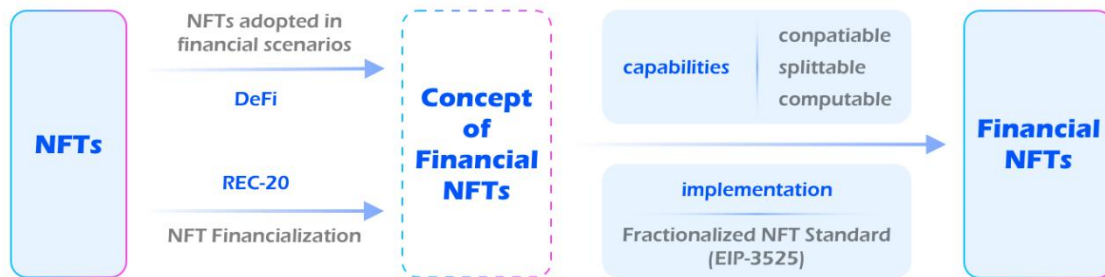 NFTs
NFTs adopted in
financial scenarios
DeFi
REC-20
NFT Financialization
Concept
of
Financial
NFTs
capabilities
conpatiable
splittable
computable
implementation
Fractionalized NFT Standard
(EIP-3525)
Financial
NFTs